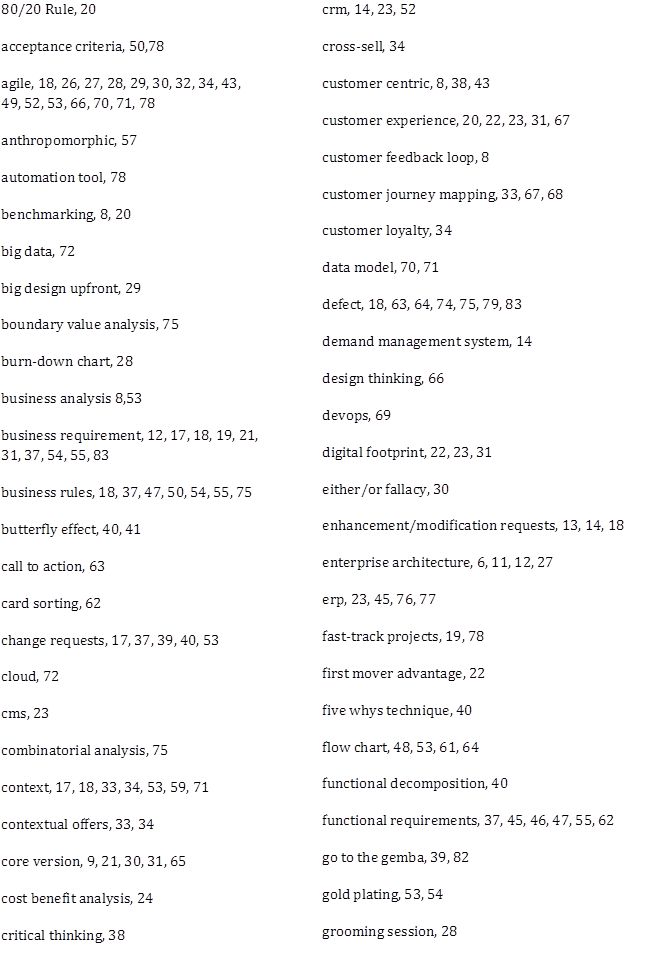 80/20 Rule, 20
acceptance criteria, 50,78
agile, 18, 26, 27, 28, 29, 30, 32, 34, 43,
49, 52, 53, 66, 70, 71, 78
anthropomorphic, 57
automation tool, 78
benchmarking, 8, 20
big data, 72
big design upfront, 29
boundary value analysis, 75
burn-down chart, 28
business analysis 8,53
business requirement, 12, 17, 18, 19, 21,
31, 37, 54, 55, 83
business rules, 18, 37, 47, 50, 54, 55, 75
butterfly effect, 40, 41
call to action, 63
card sorting, 62
change requests, 17, 37, 39, 40, 53
cloud, 72
cms, 23
combinatorial analysis, 75
context, 17, 18, 33, 34, 53, 59, 71
contextual offers, 33, 34
core version, 9, 21, 30, 31, 65
cost benefit analysis, 24
critical thinking, 38
crm, 14, 23, 52
cross-sell, 34
customer centric, 8, 38, 43
customer experience, 20, 22, 23, 31, 67
customer feedback loop, 8
customer journey mapping, 33, 67, 68
customer loyalty, 34
data model, 70, 71
defect, 18, 63, 64, 74, 75, 79, 83
demand management system, 14
design thinking, 66
devops, 69
digital footprint, 22, 23, 31
either/or fallacy, 30
enhancement/modification requests, 13, 14, 18
enterprise architecture, 6, 11, 12, 27
erp, 23, 45, 76, 77
fast-track projects, 19, 78
first mover advantage, 22
five whys technique, 40
flow chart, 48, 53, 61, 64
functional decomposition, 40
functional requirements, 37, 45, 46, 47, 55, 62
go to the gemba, 39, 82
gold plating, 53, 54
grooming session, 28